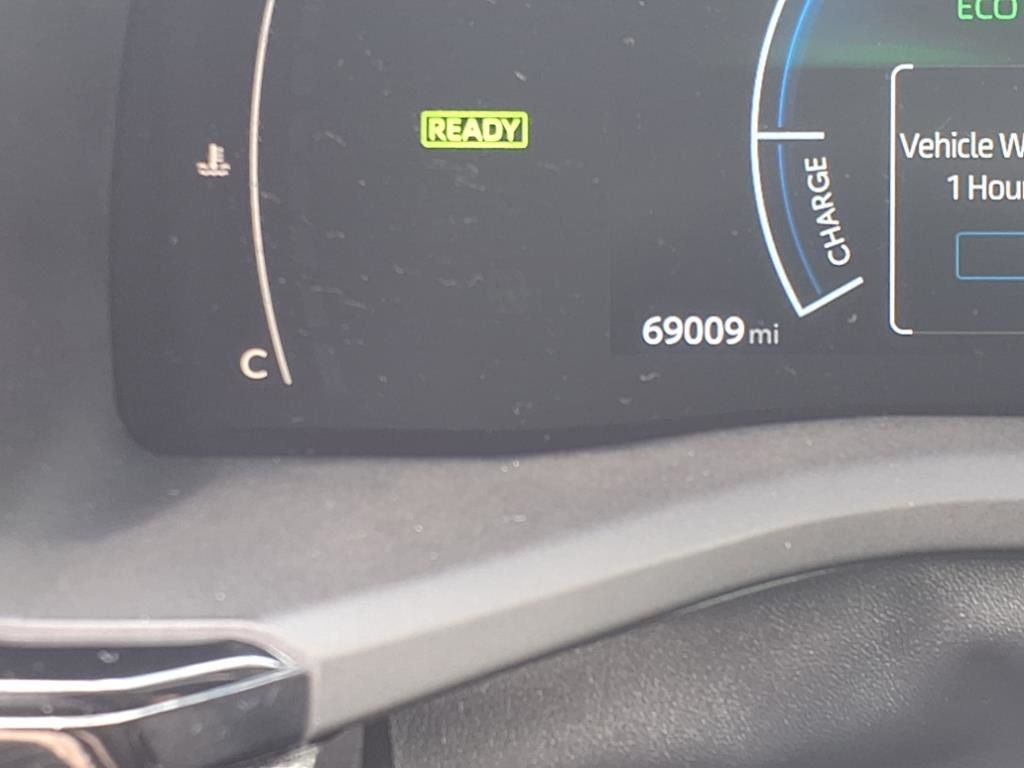 ECO
READY
Vehicle W
1 Hour
CHARGE
69009 mi
C